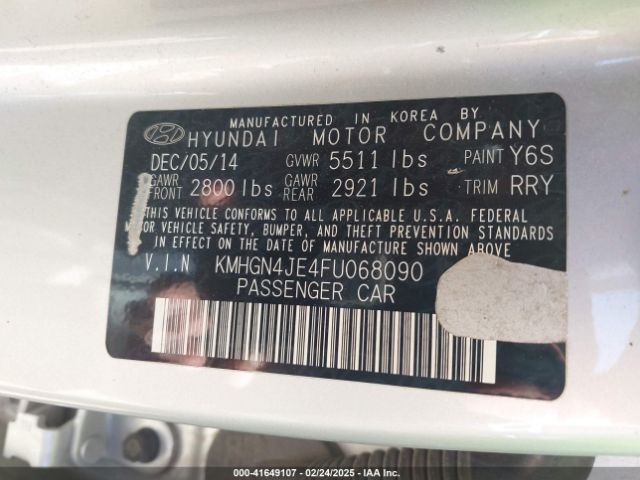 MANUFACTURED IN KOREA BY
HYUNDAI MOTOR COMPANY
DEC/05/14 GVWR 5511 lbs PAINT Y6S
GAWR FRONT 2800 lbs GAWR REAR 2921 lbs TRIM RRY
THIS VEHICLE CONFORMS TO ALL APPLICABLE U.S.A. FEDERAL
MOTOR VEHICLE SAFETY, BUMPER, AND THEFT PREVENTION STANDARDS
IN EFFECT ON THE DATE OF MANUFACTURE SHOWN ABOVE
V.I.N KMHGN4JE4FU068090
PASSENGER CAR
000-41649107 - 02/24/2025 - IAA Inc.